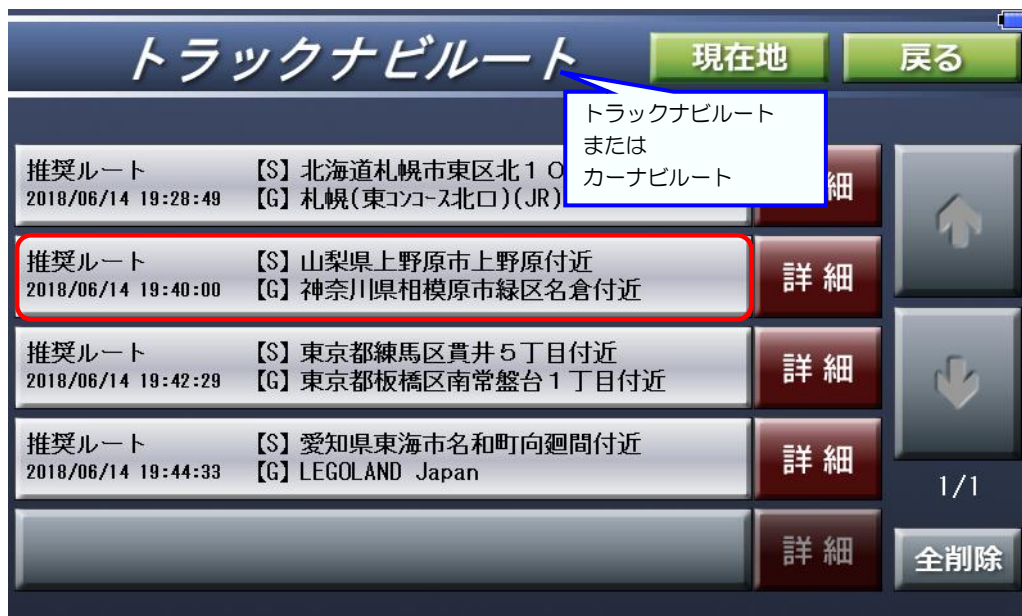 トラックナビルート
現在地
戻る
トラックナビルート
または
カーナビルート
推奨ルート
【S】北海道札幌市東区北10
2018/06/14 19:28:49
【G】札幌(東ｺﾝｺｰｽ北口)(JR)
細
推奨ルート
【S】山梨県上野原市上野原付近
2018/06/14 19:40:00
【G】神奈川県相模原市緑区名倉付近
詳細
推奨ルート
【S】東京都練馬区貫井５丁目付近
2018/06/14 19:42:29
【G】東京都板橋区南常盤台１丁目付近
詳細
推奨ルート
【S】愛知県東海市名和町向廻間付近
2018/06/14 19:44:33
【G】LEGOLAND Japan
詳細
1/1
詳細
全削除